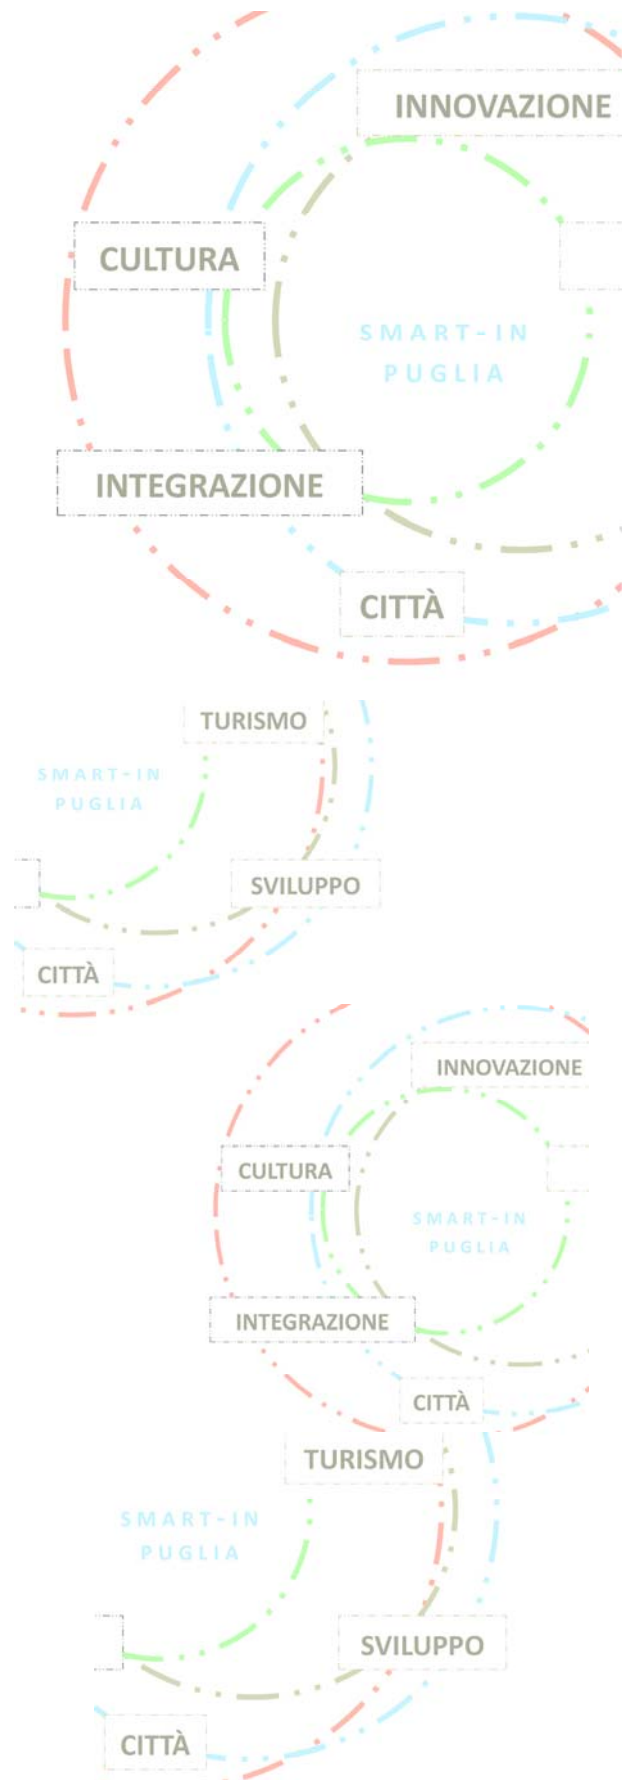 INNOVAZIONE
CULTURA
SMART-IN
PUGLIA
INTEGRAZIONE
CITTÀ
TURISMO
SMART-IN
PUGLIA
SVILUPPO
CITTÀ
INNOVAZIONE
CULTURA
SMART-IN
PUGLIA
INTEGRAZIONE
CITTÀ
TURISMO
SMART-IN
PUGLIA
SVILUPPO
CITTÀ